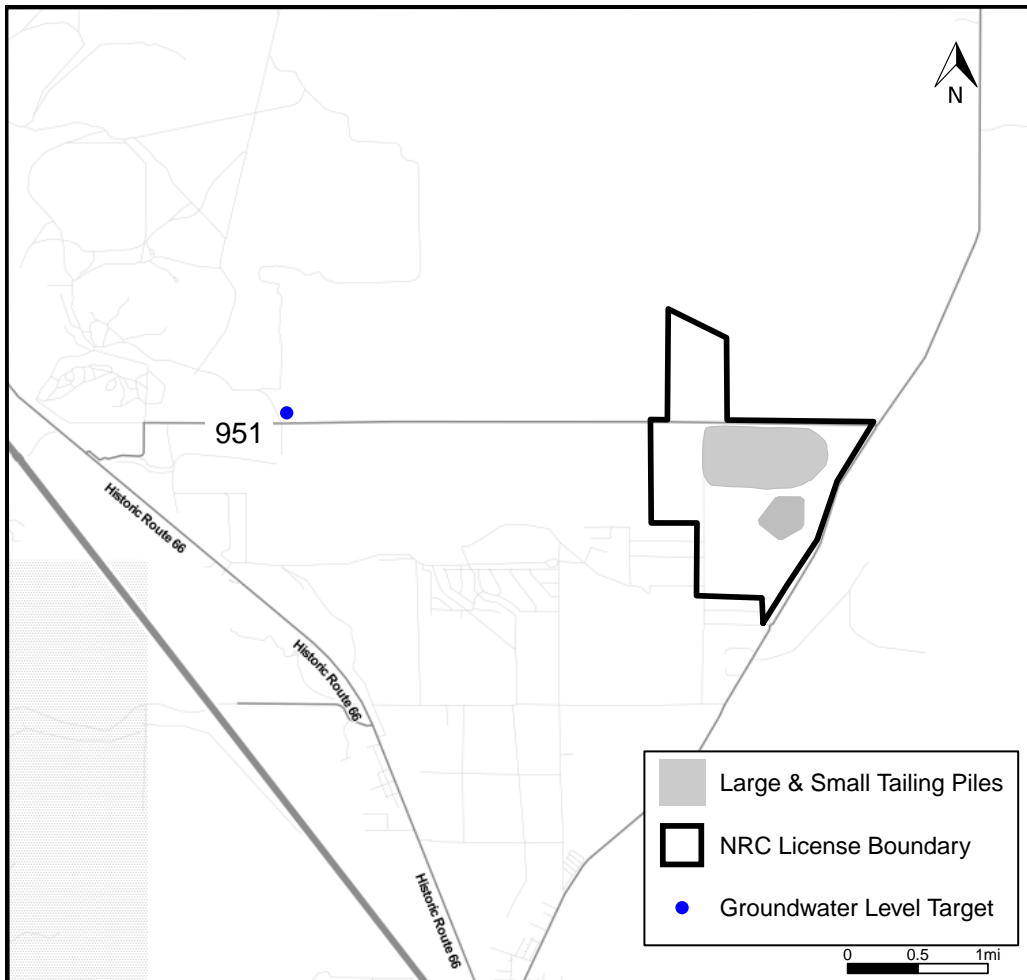 N
951
Historic Route 66
Historic Route 66
Historic Route 66
Large & Small Tailing Piles
NRC License Boundary
Groundwater Level Target
0 0.5 1mi